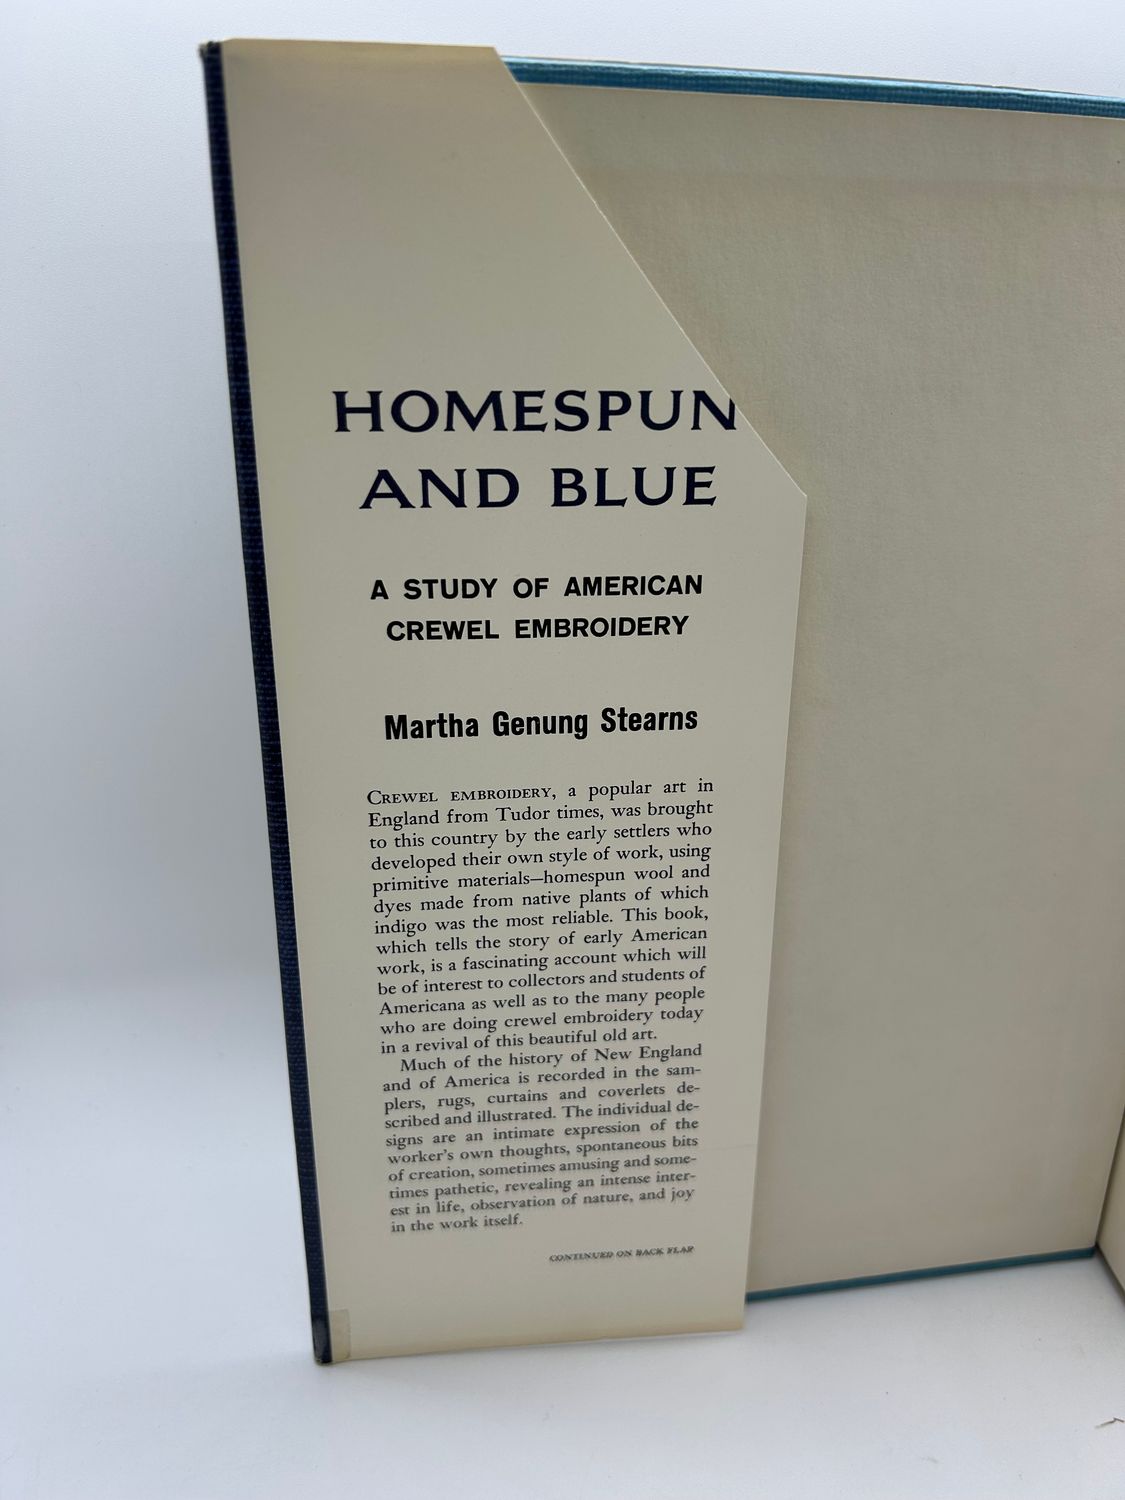 HOMESPUN
AND BLUE
A STUDY OF AMERICAN
CREWEL EMBROIDERY
Martha Genung Stearns
CREWEL EMBROIDERY, a popular art in
England from Tudor times, was brought
to this country by the early settlers who
developed their own style of work, using
primitive materials—homespun wool and
dyes made from native plants of which
indigo was the most reliable. This book,
which tells the story of early American
work, is a fascinating account which will
be of interest to collectors and students of
Americana as well as to the many people
who are doing crewel embroidery today
in a revival of this beautiful old art.
Much of the history of New England
and of America is recorded in the sam-
plers, rugs, curtains and coverlets de-
scribed and illustrated. The individual de-
signs are an intimate expression of the
worker's own thoughts, spontaneous bits
of creation, sometimes amusing and some-
times pathetic, revealing an intense inter-
est in life, observation of nature, and joy
in the work itself.
CONTINUED ON BACK FLAP